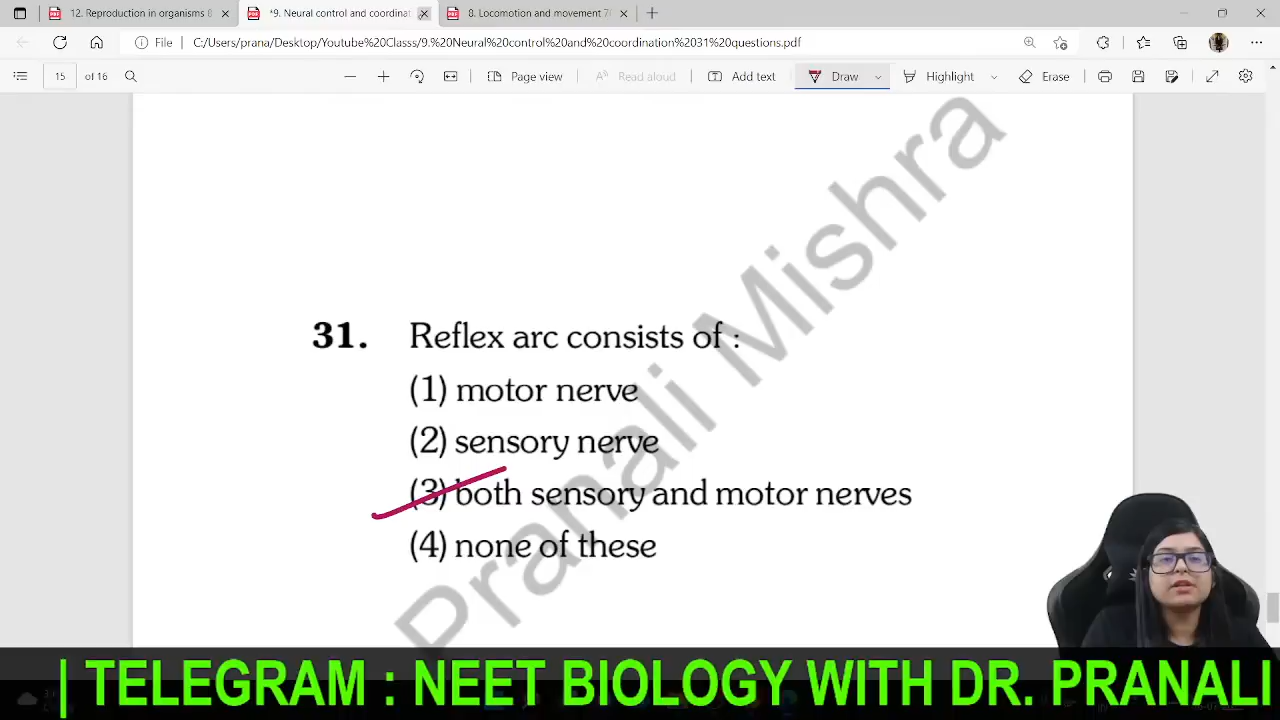 12. Reproduction in organisms
*9. Neural control and coordinat
8. Locomotion and movement
File
C:/Users/prana/Desktop/Youtube%20Classs/9.%20Neural%20control%20and%20coordination%2031%20questions.pdf
15 of 16
Page view
Read aloud
Add text
Draw
Highlight
Erase
Pranali Mishra
31. Reflex arc consists of :
(1) motor nerve
(2) sensory nerve
(3) both sensory and motor nerves
(4) none of these
| TELEGRAM : NEET BIOLOGY WITH DR. PRANALI